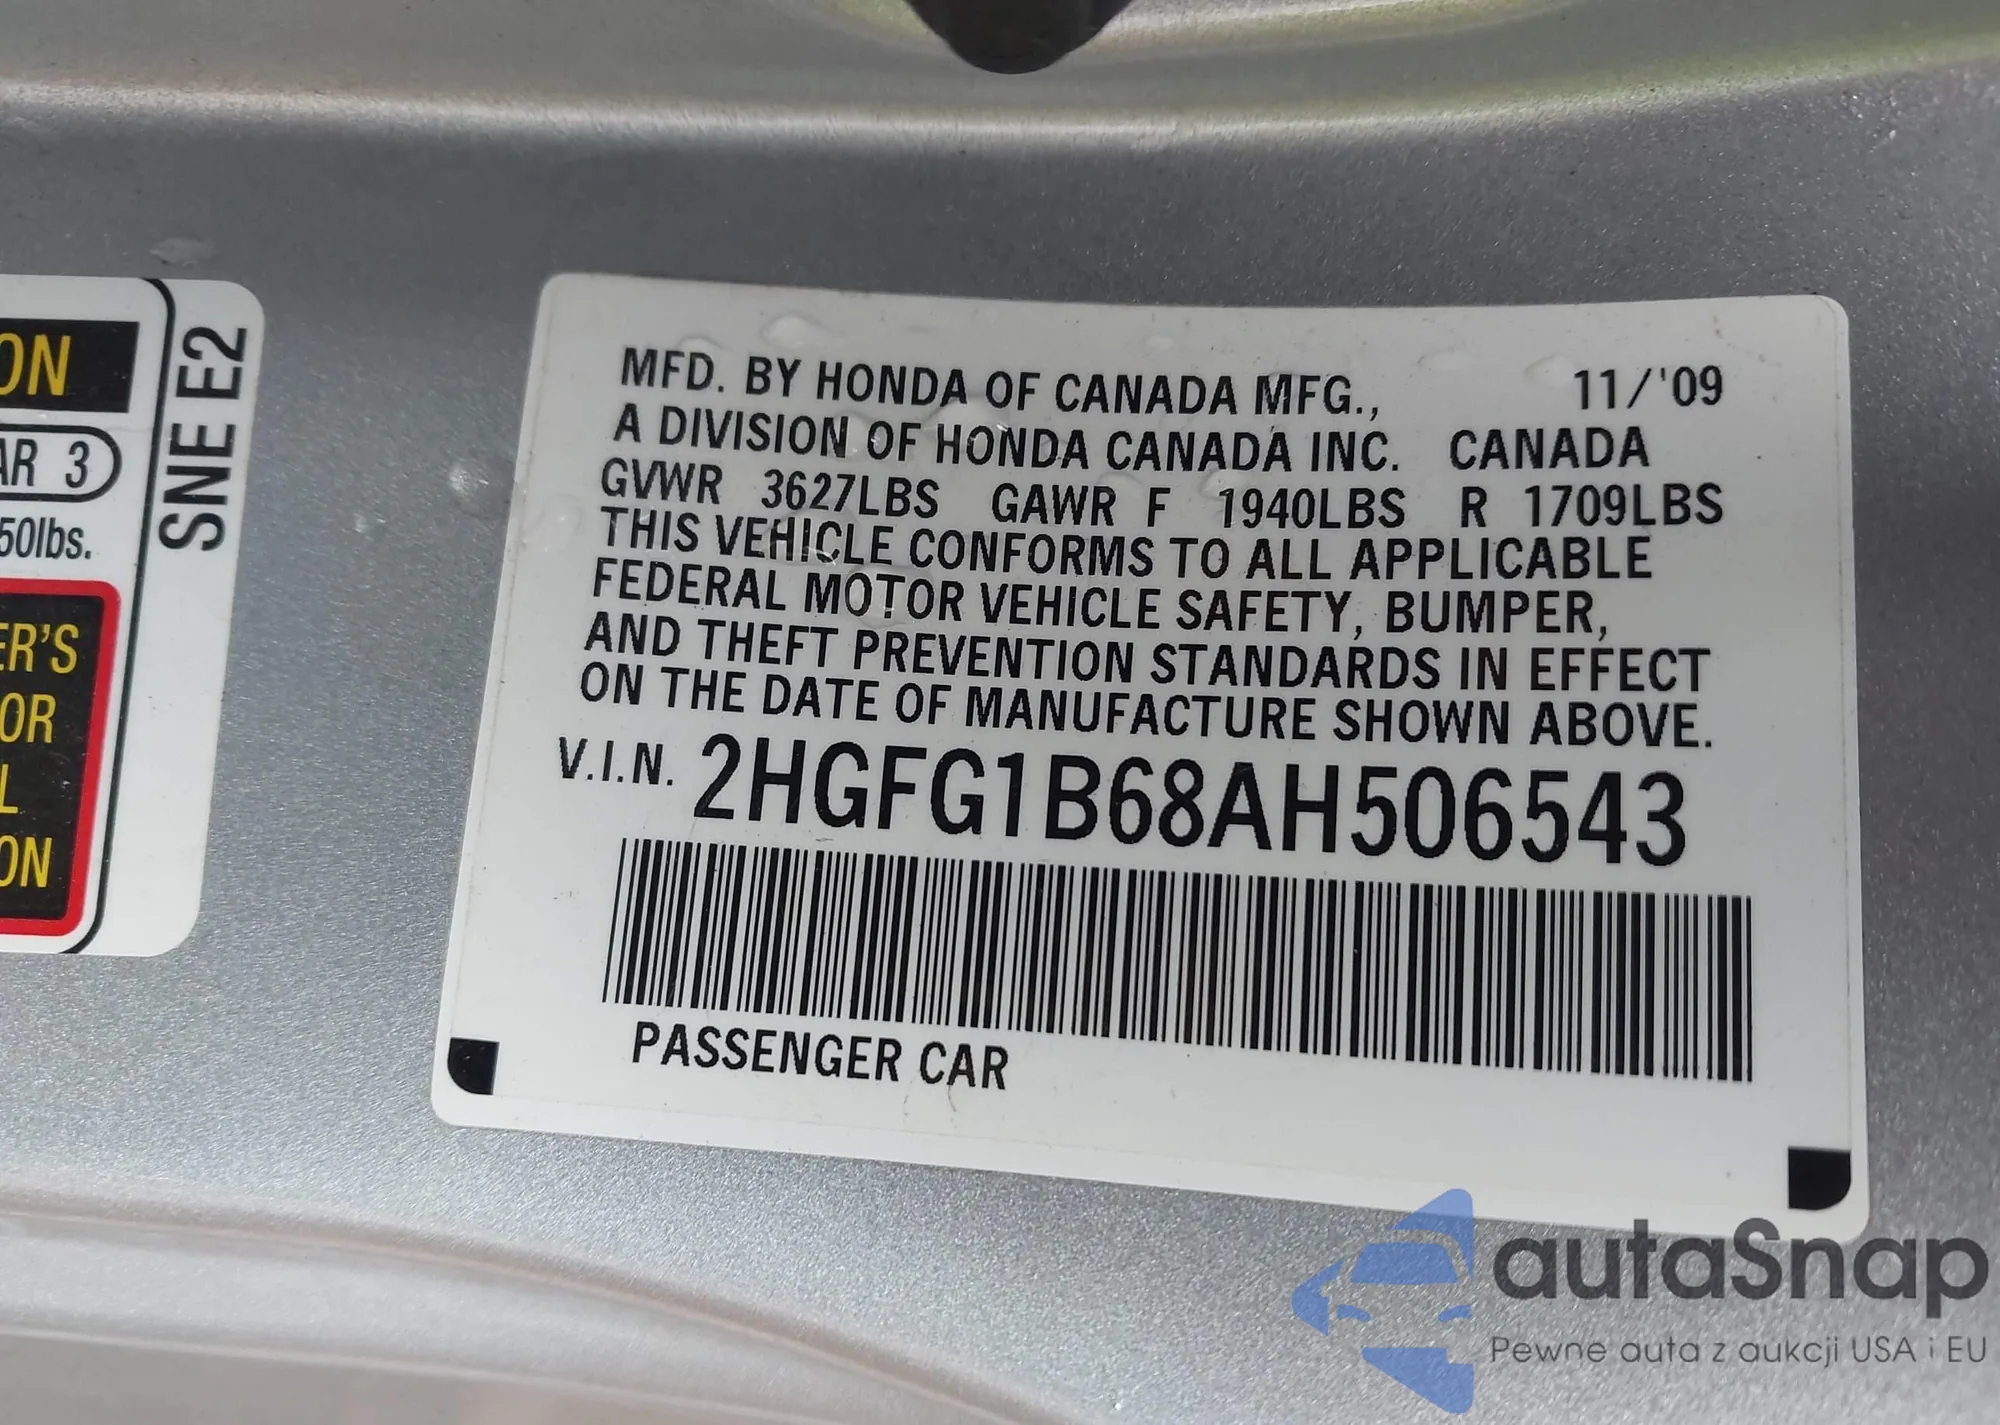 ON
AR 3
50lbs.
ER'S
OR
L
ON
SNE E2
MFD. BY HONDA OF CANADA MFG., 11/'09
A DIVISION OF HONDA CANADA INC. CANADA
GVWR 3627LBS GAWR F 1940LBS R 1709LBS
THIS VEHICLE CONFORMS TO ALL APPLICABLE
FEDERAL MOTOR VEHICLE SAFETY, BUMPER,
AND THEFT PREVENTION STANDARDS IN EFFECT
ON THE DATE OF MANUFACTURE SHOWN ABOVE.
V.I.N. 2HGFG1B68AH506543
PASSENGER CAR
autaSnap
Pewne auta z aukcji USA i EU